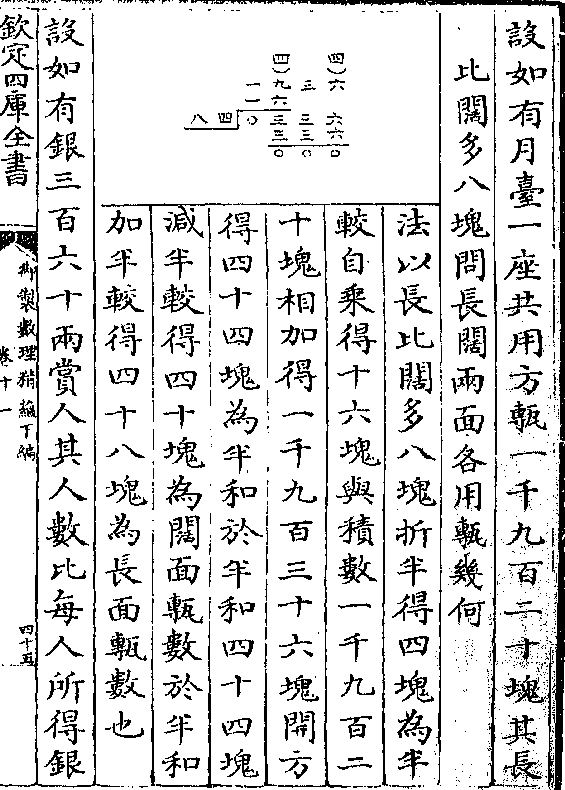 設如有月臺一座共用方甎一千九百二十塊其長
比闊多八塊問長闊兩面各用甎幾何
四四
一九三六
一六
八四〇三三六
三三六
〇〇〇
法以長比闊多八塊折半得四塊為半
較自乘得十六塊與積數一千九百二
十塊相加得一千九百三十六塊開方
得四十四塊為半和於半和四十四塊
減半較得四十塊為闊面甎數於半和
加半較得四十八塊為長面甎數也
設如有銀三百六十兩賞人其人數比每人所得銀
欽定四庫全書
御製數理精蘊下編
卷十一
四十五